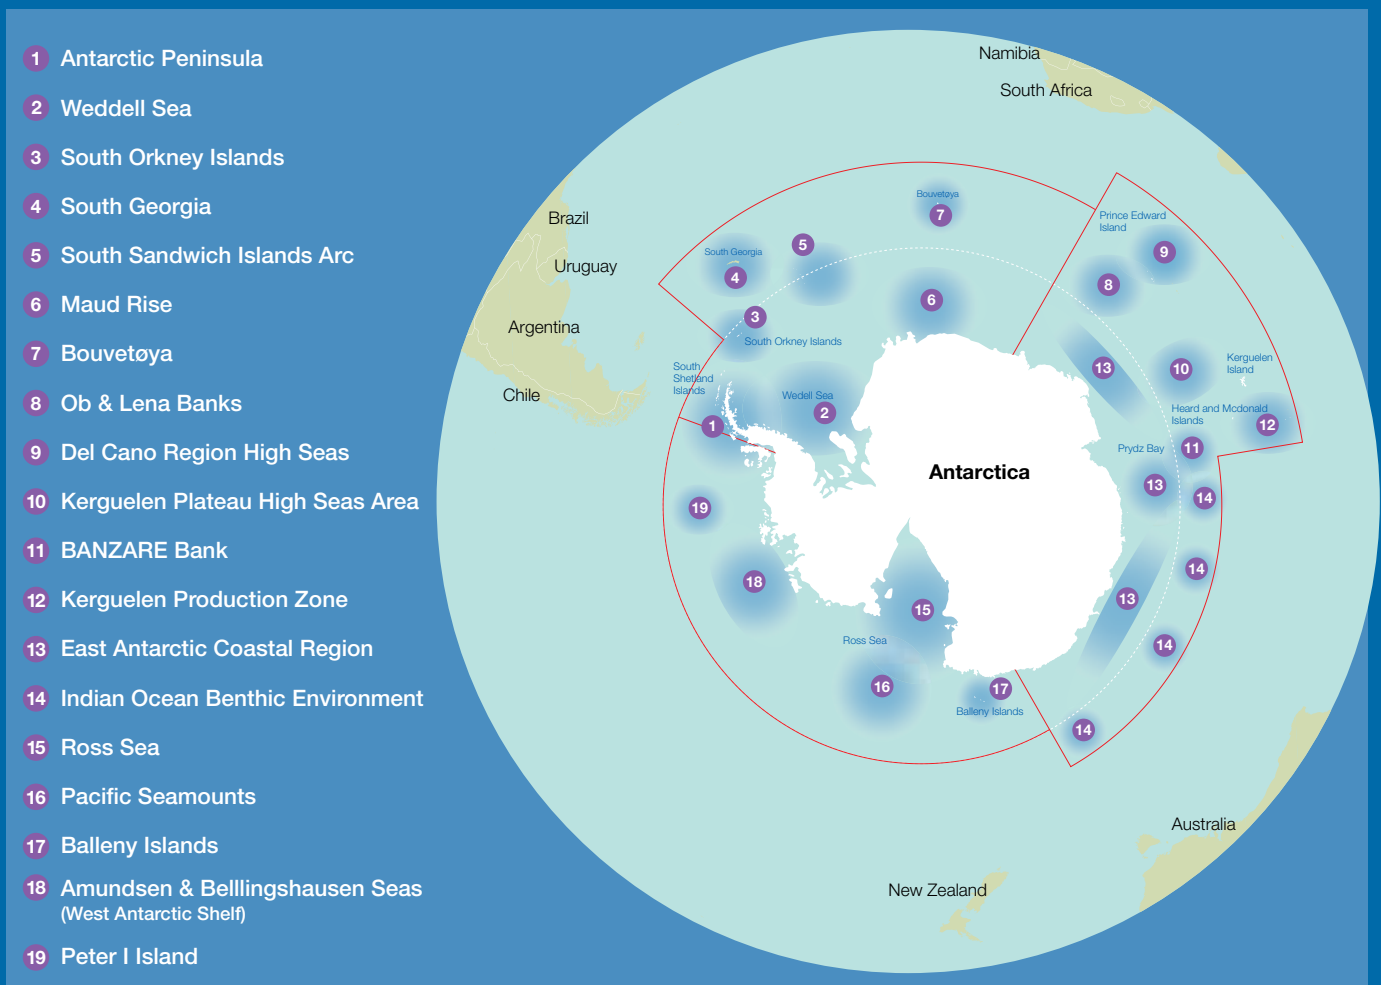 1 Antarctic Peninsula
2 Weddell Sea
3 South Orkney Islands
4 South Georgia
5 South Sandwich Islands Arc
6 Maud Rise
7 Bouvetøya
8 Ob & Lena Banks
9 Del Cano Region High Seas
10 Kerguelen Plateau High Seas Area
11 BANZARE Bank
12 Kerguelen Production Zone
13 East Antarctic Coastal Region
14 Indian Ocean Benthic Environment
15 Ross Sea
16 Pacific Seamounts
17 Balleny Islands
18 Amundsen & Belllingshausen Seas
(West Antarctic Shelf)
19 Peter I Island
Namibia
South Africa
Brazil
Uruguay
Argentina
Chile
Bouvetøya
7
Prince Edward
Island
9
8
5
South Georgia
4
6
3
South Orkney Islands
South
Shetland
Islands
1
Wedell Sea
2
13
10
Kerguelen
Island
Heard and Mcdonald
Islands
12
11
Prydz Bay
13
14
Antarctica
19
18
15
14
13
14
Ross Sea
16
17
Balleny Islands
14
Australia
New Zealand